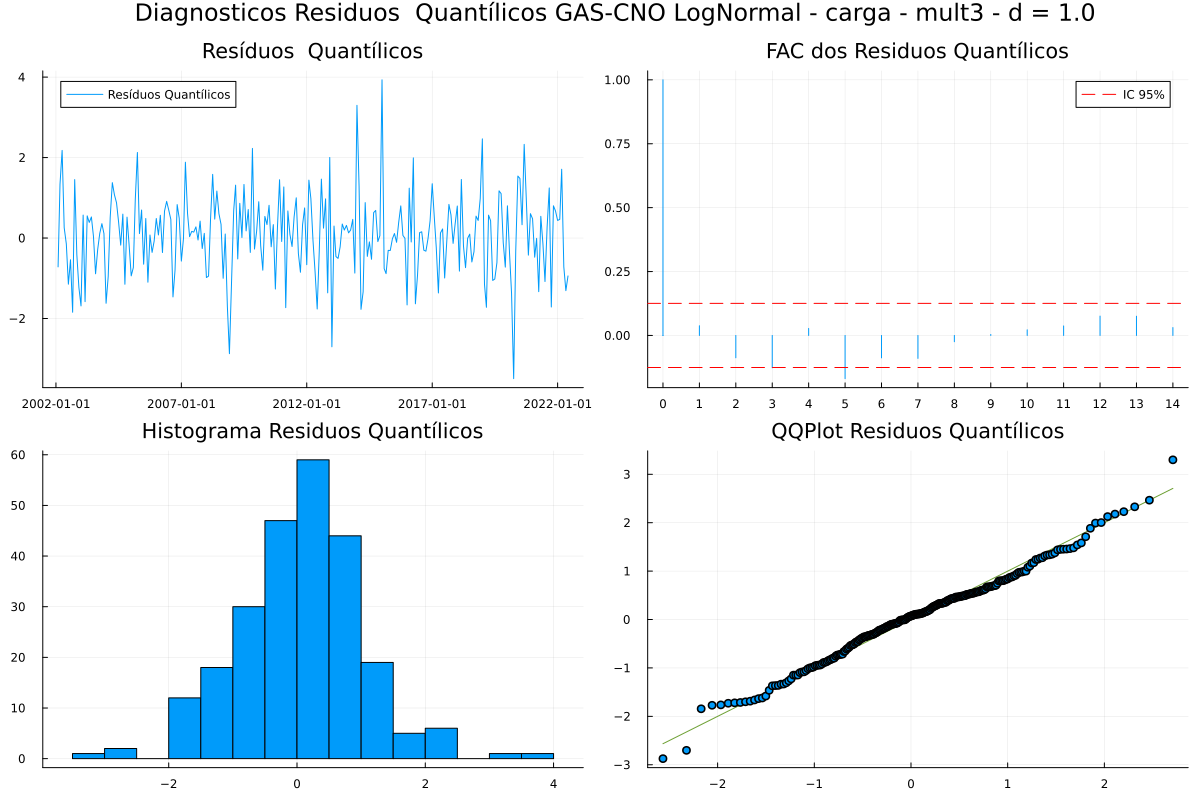 Diagnosticos Residuos  Quantílicos GAS-CNO LogNormal - carga - mult3 - d = 1.0
Resíduos  Quantílicos
4
2
0
−2
Resíduos Quantílicos
2002-01-01
2007-01-01
2012-01-01
2017-01-01
2022-01-01
FAC dos Residuos Quantílicos
1.00
0.75
0.50
0.25
0.00
IC 95%
0 1 2 3 4 5 6 7 8 9 10 11 12 13 14
Histograma Residuos Quantílicos
60
50
40
30
20
10
0
−2 0 2 4
QQPlot Residuos Quantílicos
3
2
1
0
−1
−2
−3
−2 −1 0 1 2